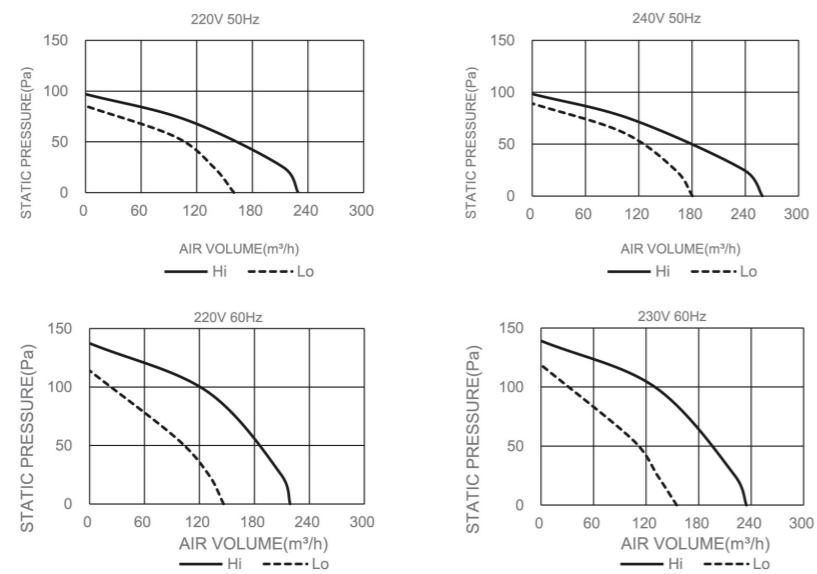 220V 50Hz
150
100
50
0
STATIC PRESSURE(Pa)
0 60 120 180 240 300
AIR VOLUME(m³/h)
Hi Lo
240V 50Hz
150
100
50
0
STATIC PRESSURE(Pa)
0 60 120 180 240 300
AIR VOLUME(m³/h)
Hi Lo
220V 60Hz
150
100
50
0
STATIC PRESSURE(Pa)
0 60 120 180 240 300
AIR VOLUME(m³/h)
Hi Lo
230V 60Hz
150
100
50
0
STATIC PRESSURE(Pa)
0 60 120 180 240 300
AIR VOLUME(m³/h)
Hi Lo